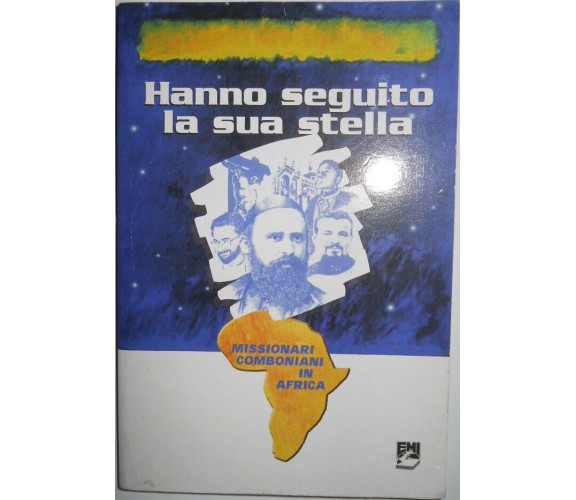 Hanno seguito
la sua stella
MISSIONARI
COMBONIANI
IN
AFRICA
EMI